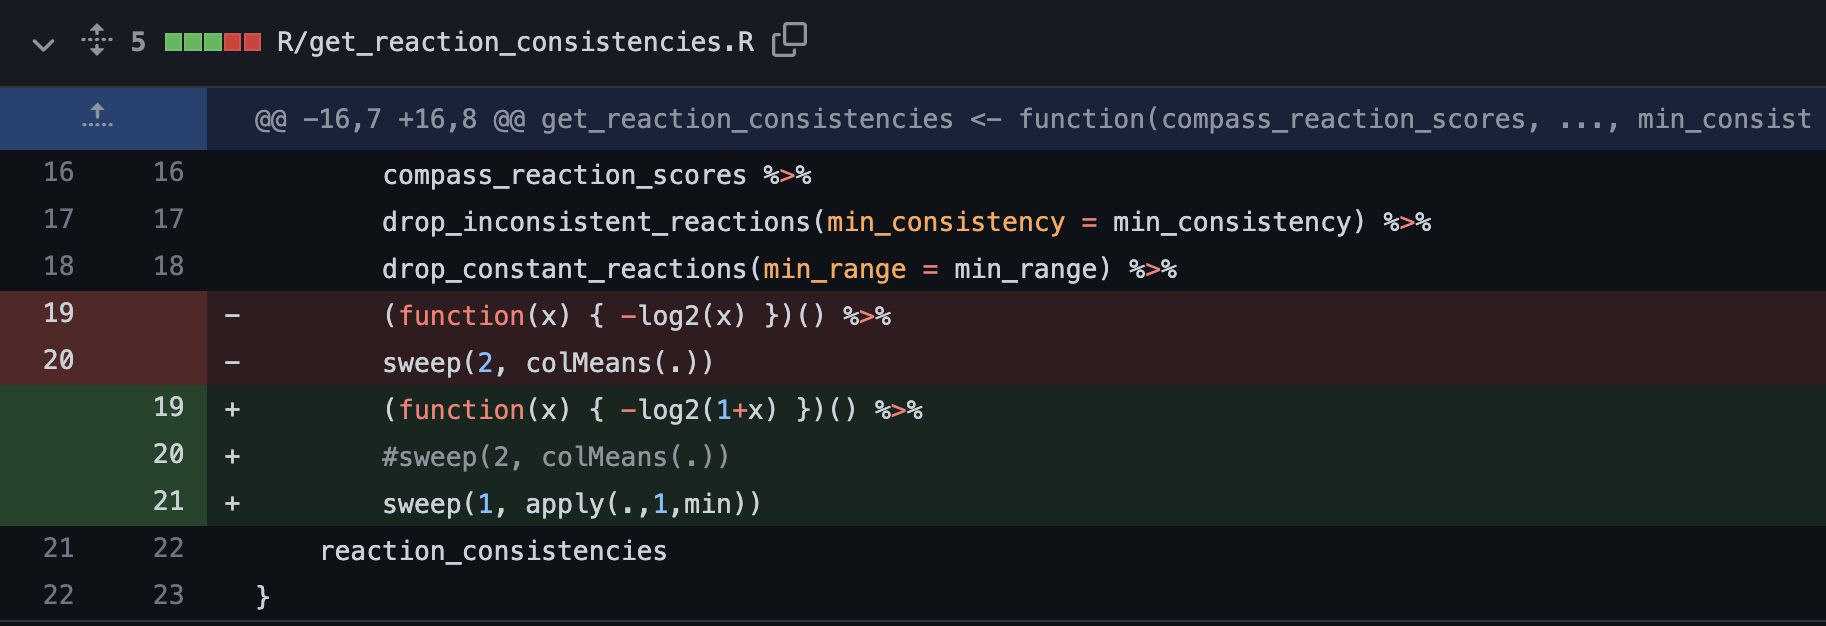 5 R/get_reaction_consistencies.R
@@ -16,7 +16,8 @@ get_reaction_consistencies <- function(compass_reaction_scores, ..., min_consist
16 16 compass_reaction_scores %>%
17 17 drop_inconsistent_reactions(min_consistency = min_consistency) %>%
18 18 drop_constant_reactions(min_range = min_range) %>%
19 - (function(x) { -log2(x) })() %>%
20 - sweep(2, colMeans(.))
19 + (function(x) { -log2(1+x) })() %>%
20 + #sweep(2, colMeans(.))
21 + sweep(1, apply(.,1,min))
21 22 reaction_consistencies
22 23 }